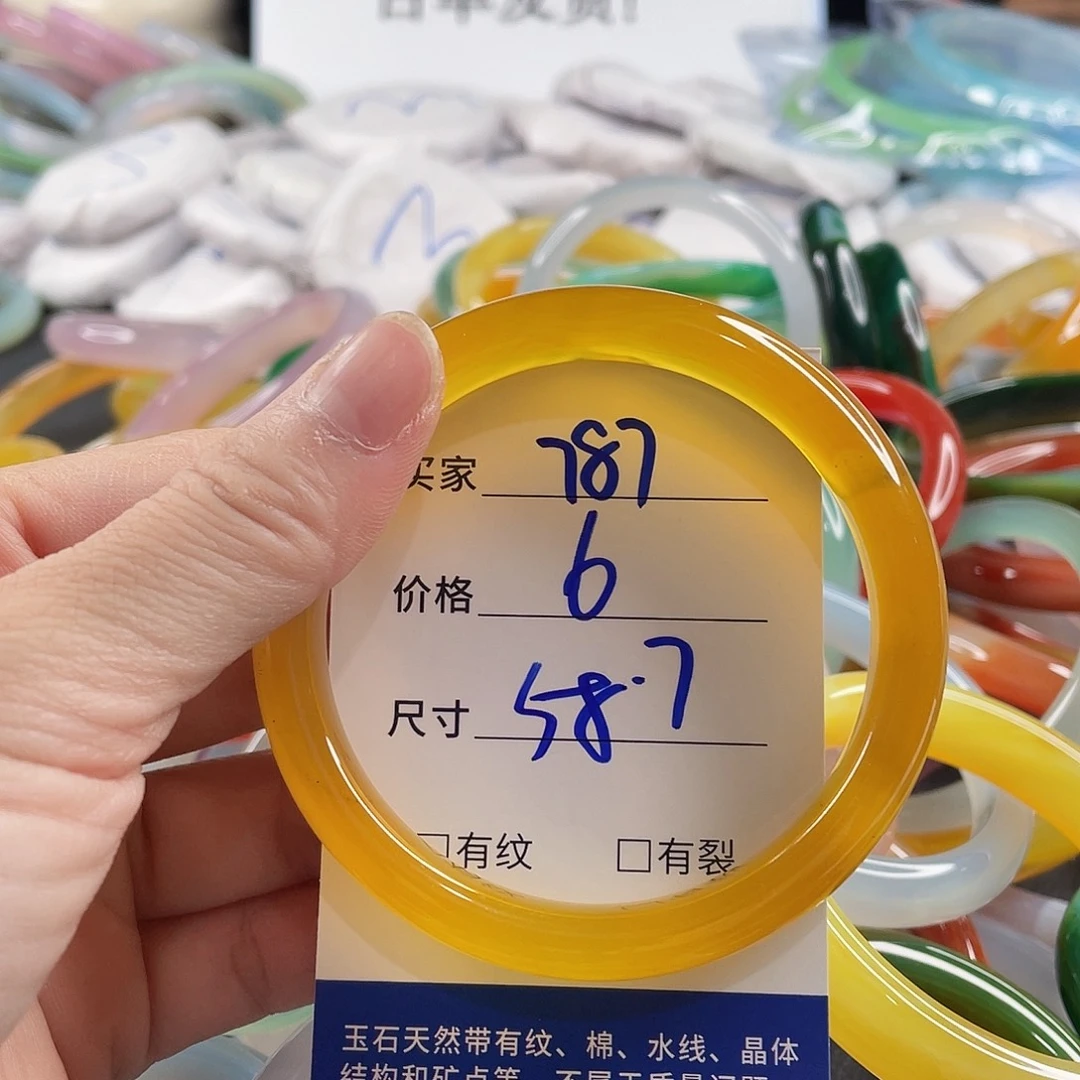 买家 787
价格 6
尺寸 58.7
□有纹 □有裂
玉石天然带有纹、棉、水线、晶体